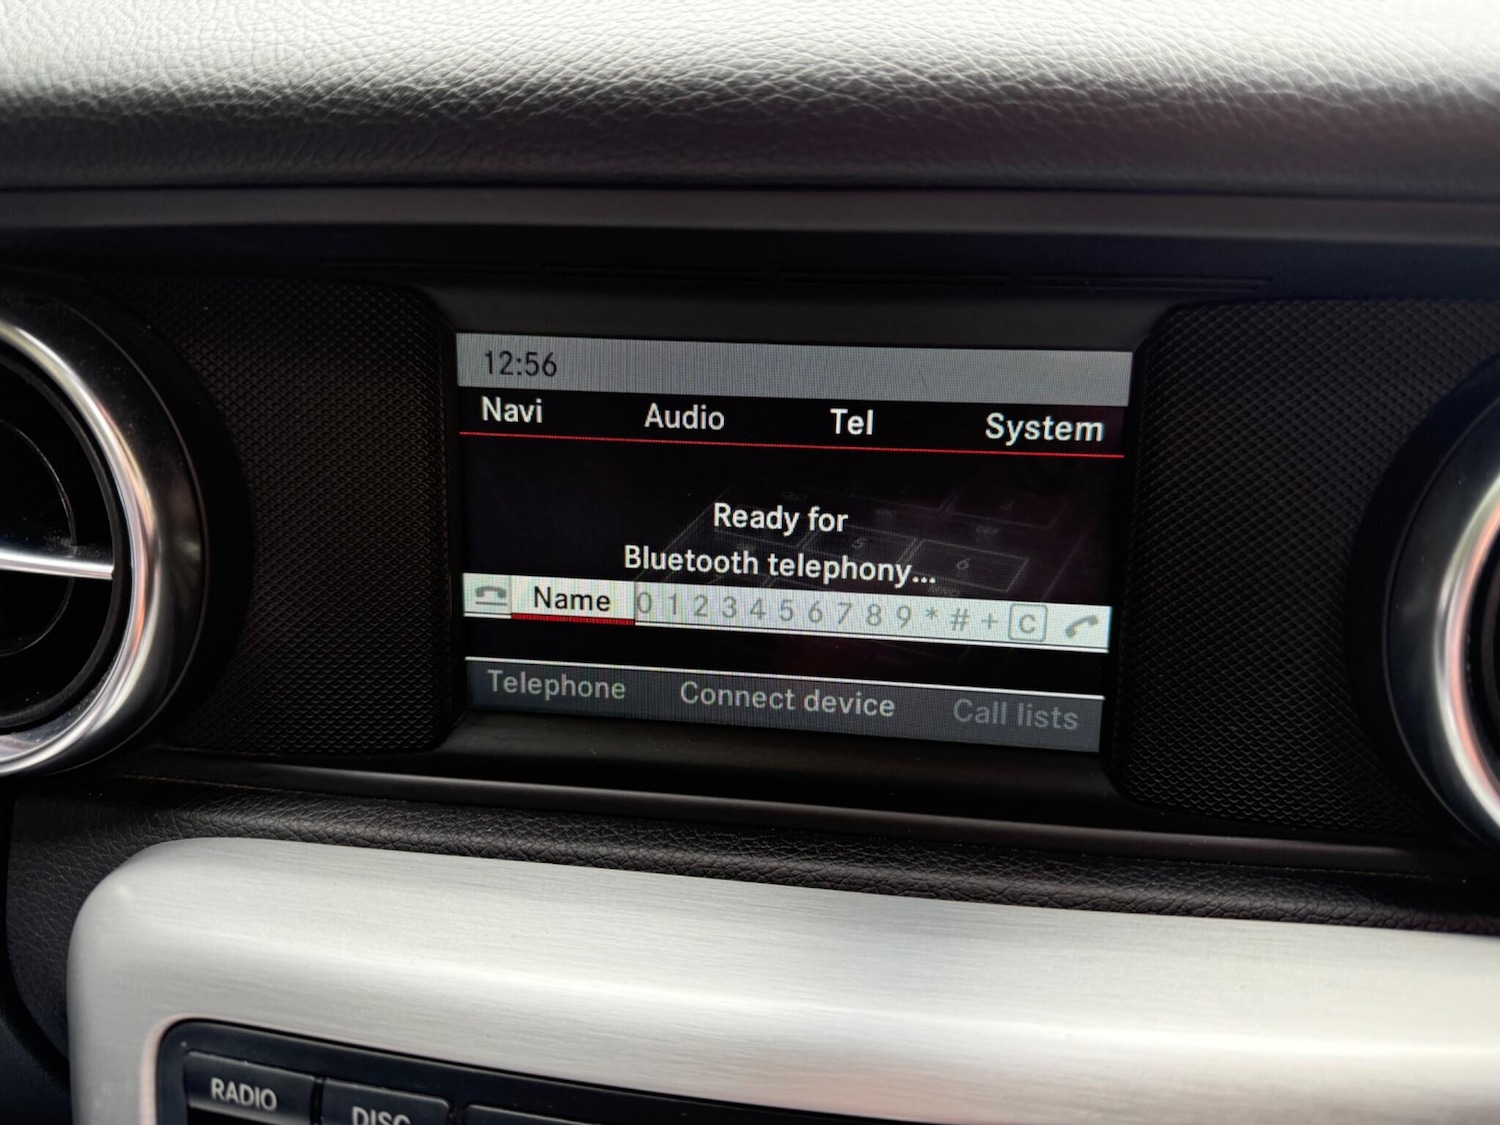 12:56
Navi Audio Tel System
Ready for
Bluetooth telephony...
Name 0 1 2 3 4 5 6 7 8 9 * # + C
Telephone Connect device Call lists
RADIO DISC